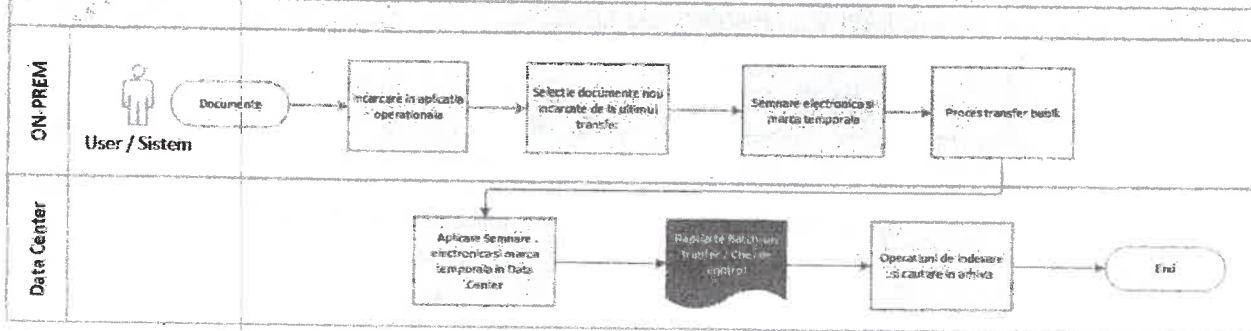 ON-PREM
User / Sistem
Documente
Incarcare in aplicatia
operationala
Selectie documente nou
incarcate de la ultimul
transfer
Semnare electronica si
marca temporala
Proces transfer bulk
Data Center
Aplicare Semnare
electronica si marca
temporala in Data
Center
Rapoarte Batch-uri
transfer / Chei de
control
Operatiuni de indexare
si cautare in arhiva
End